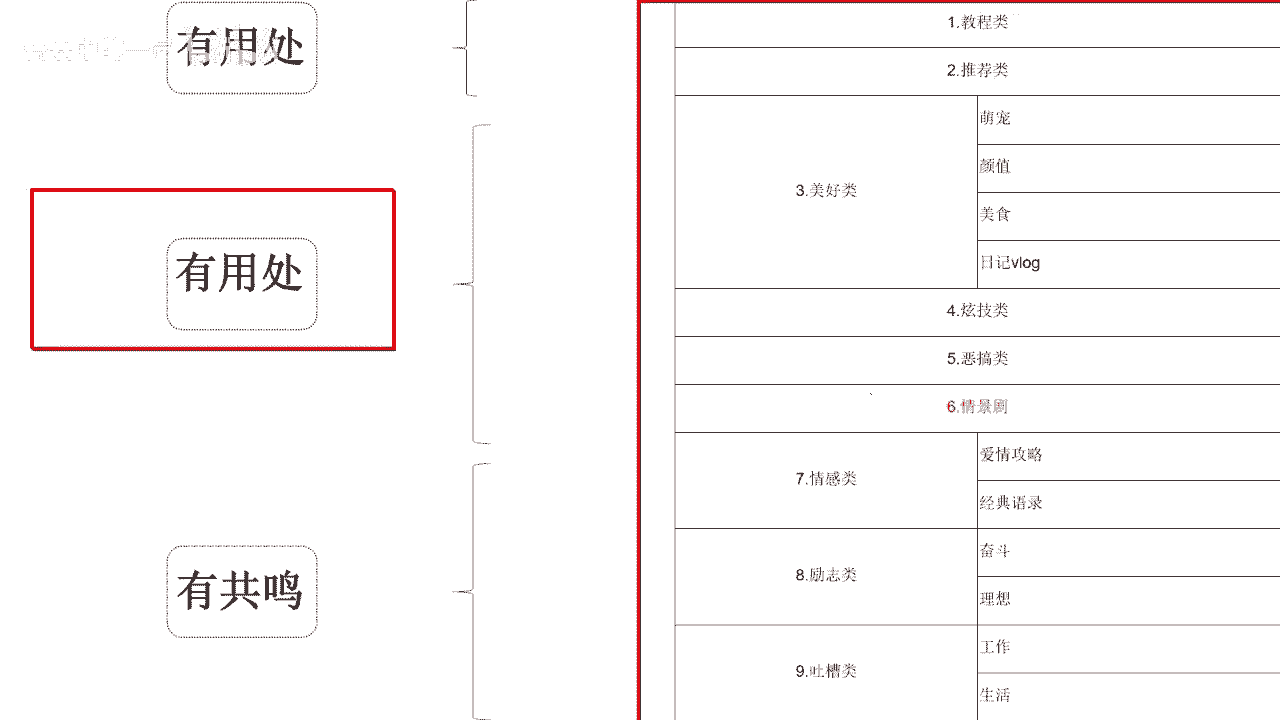 有用处
有用处
有共鸣
1.教程类
2.推荐类
3.美好类
萌宠
颜值
美食
日记vlog
4.炫技类
5.恶搞类
6.情景剧
7.情感类
爱情攻略
经典语录
8.励志类
奋斗
理想
9.吐槽类
工作
生活